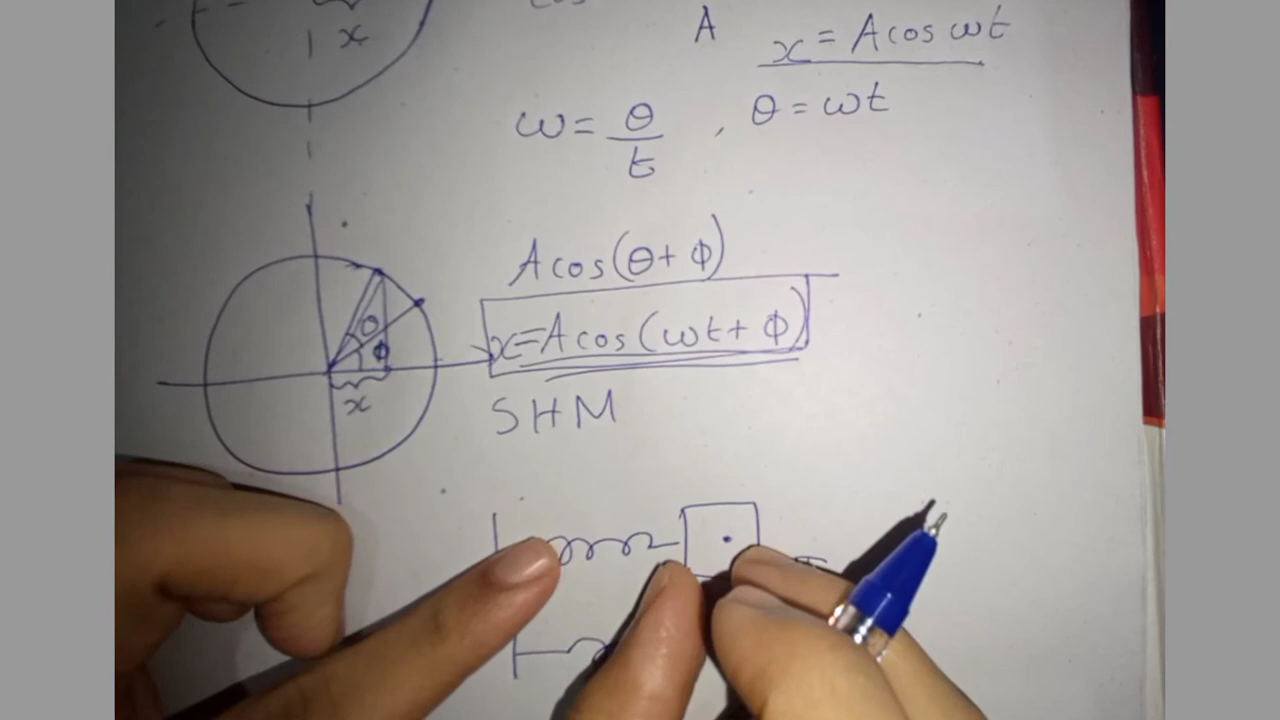 x
A
x = A cos ωt
ω = θ/t , θ = ωt
A cos(θ + ϕ)
x = A cos(ωt + ϕ)
θ
ϕ
x
SHM